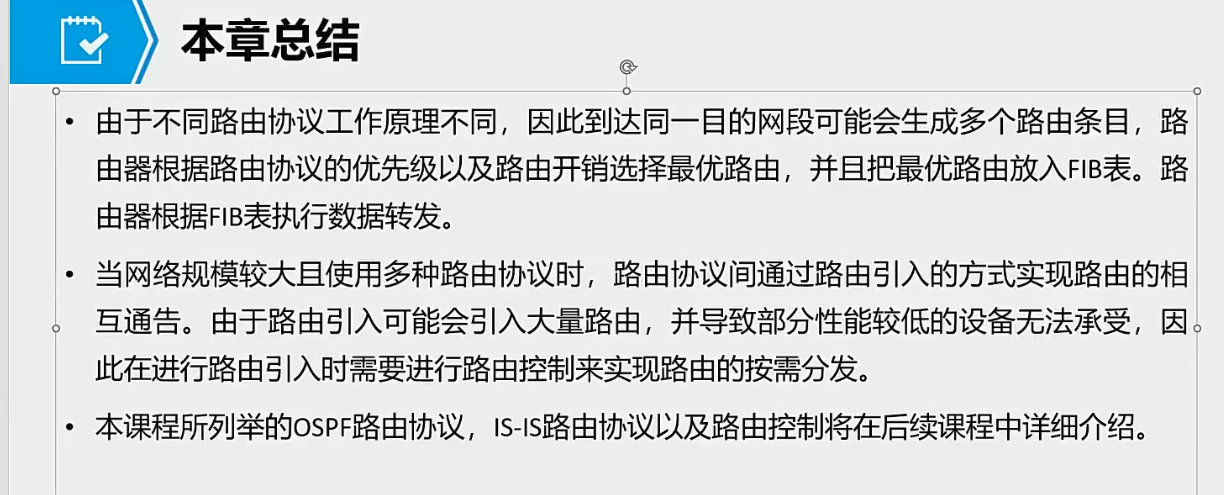 本章总结
• 由于不同路由协议工作原理不同，因此到达同一目的网段可能会生成多个路由条目，路
由器根据路由协议的优先级以及路由开销选择最优路由，并且把最优路由放入FIB表。路
由器根据FIB表执行数据转发。
• 当网络规模较大且使用多种路由协议时，路由协议间通过路由引入的方式实现路由的相
互通告。由于路由引入可能会引入大量路由，并导致部分性能较低的设备无法承受，因
此在进行路由引入时需要进行路由控制来实现路由的按需分发。
• 本课程所列举的OSPF路由协议，IS-IS路由协议以及路由控制将在后续课程中详细介绍。